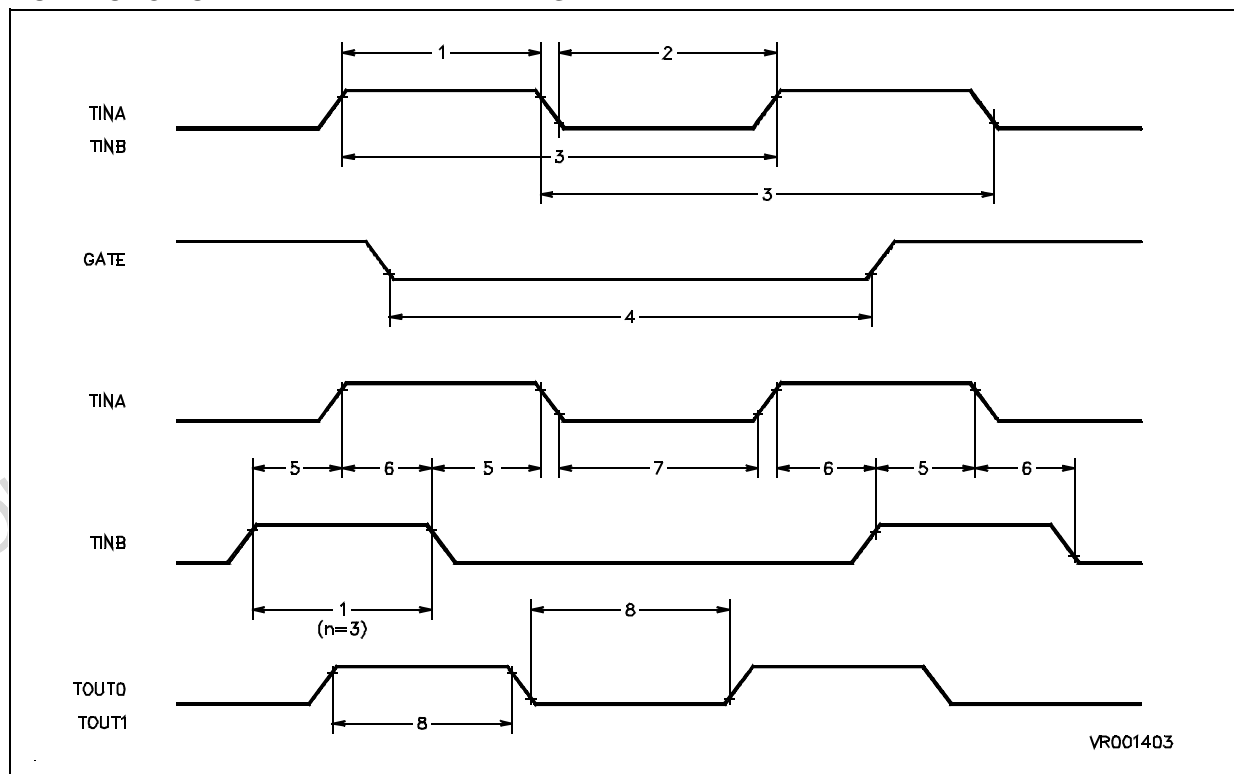 1 2
TINA
TINB
3
3
GATE
4
TINA
5 6 5 7 6 5 6
TINB
1
(n=3)
8
TOUT0
TOUT1
8
VR001403